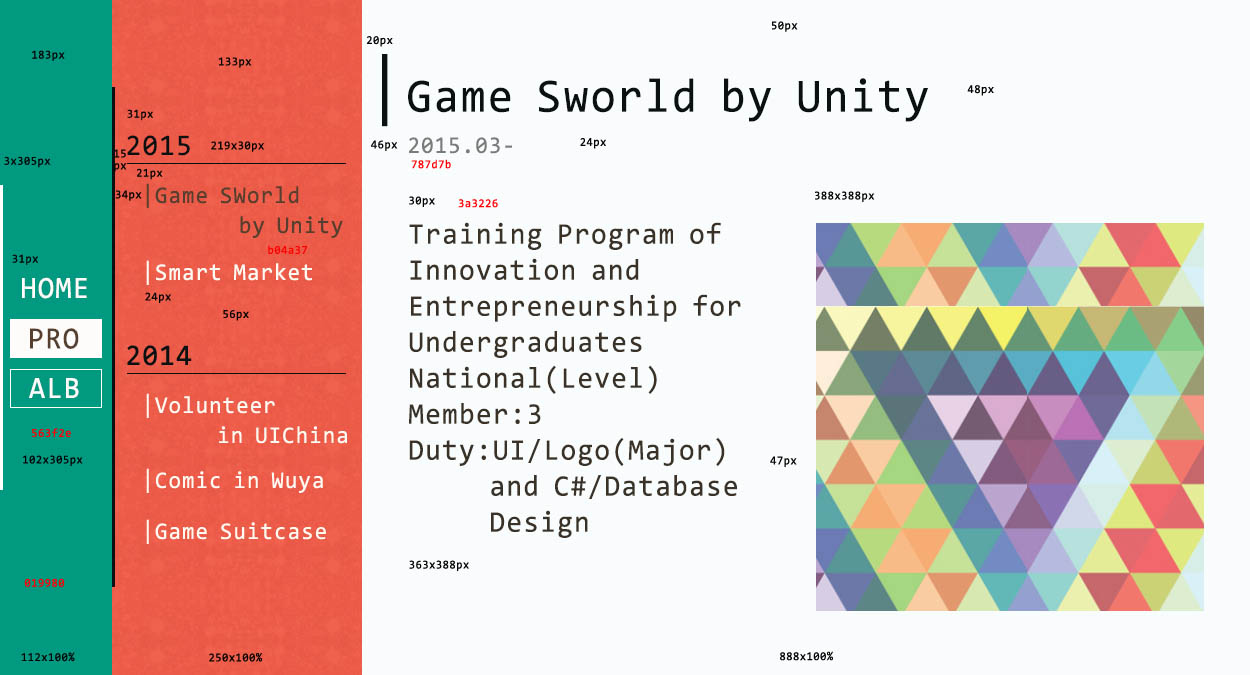 183px
3x305px
31px
HOME
PRO
ALB
563f2e
102x305px
019980
112x100%
133px
31px
2015
219x30px
15
px
21px
34px
|Game SWorld
by Unity
b04a37
|Smart Market
24px
56px
2014
|Volunteer
in UIChina
|Comic in Wuya
|Game Suitcase
250x100%
20px
50px
Game Sworld by Unity
48px
46px
2015.03-
24px
787d7b
30px
3a3226
Training Program of
Innovation and
Entrepreneurship for
Undergraduates
National(Level)
Member:3
Duty:UI/Logo(Major)
and C#/Database
Design
363x388px
388x388px
47px
888x100%